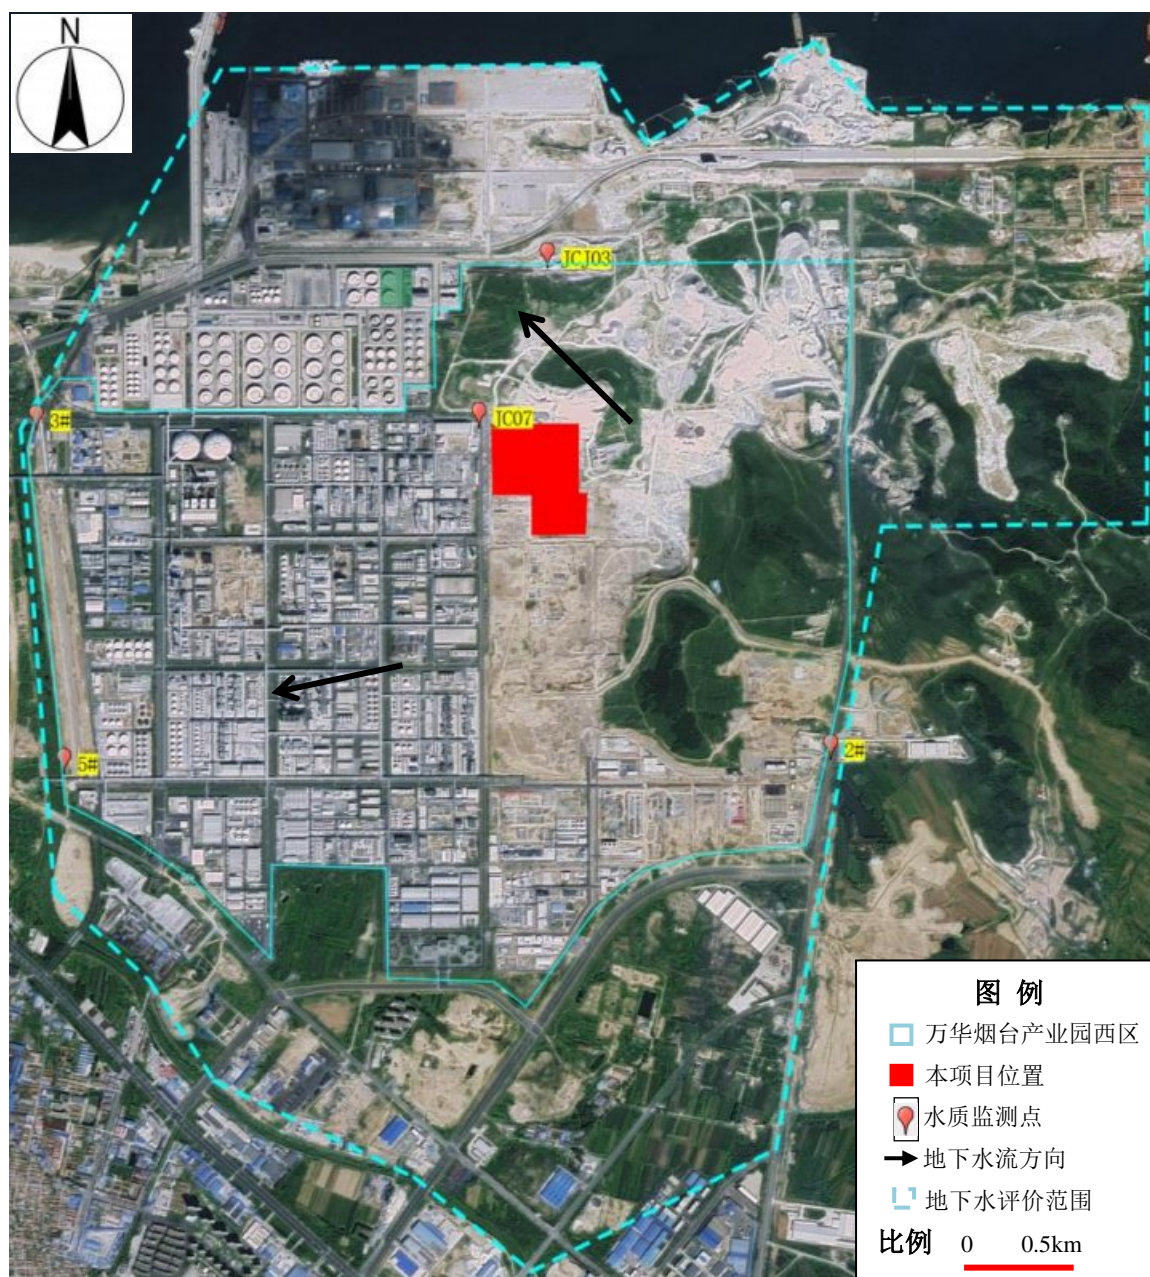 N
JCJ03
3#
JC07
5#
2#
图 例
万华烟台产业园西区
本项目位置
水质监测点
地下水流方向
地下水评价范围
比例 0 0.5km